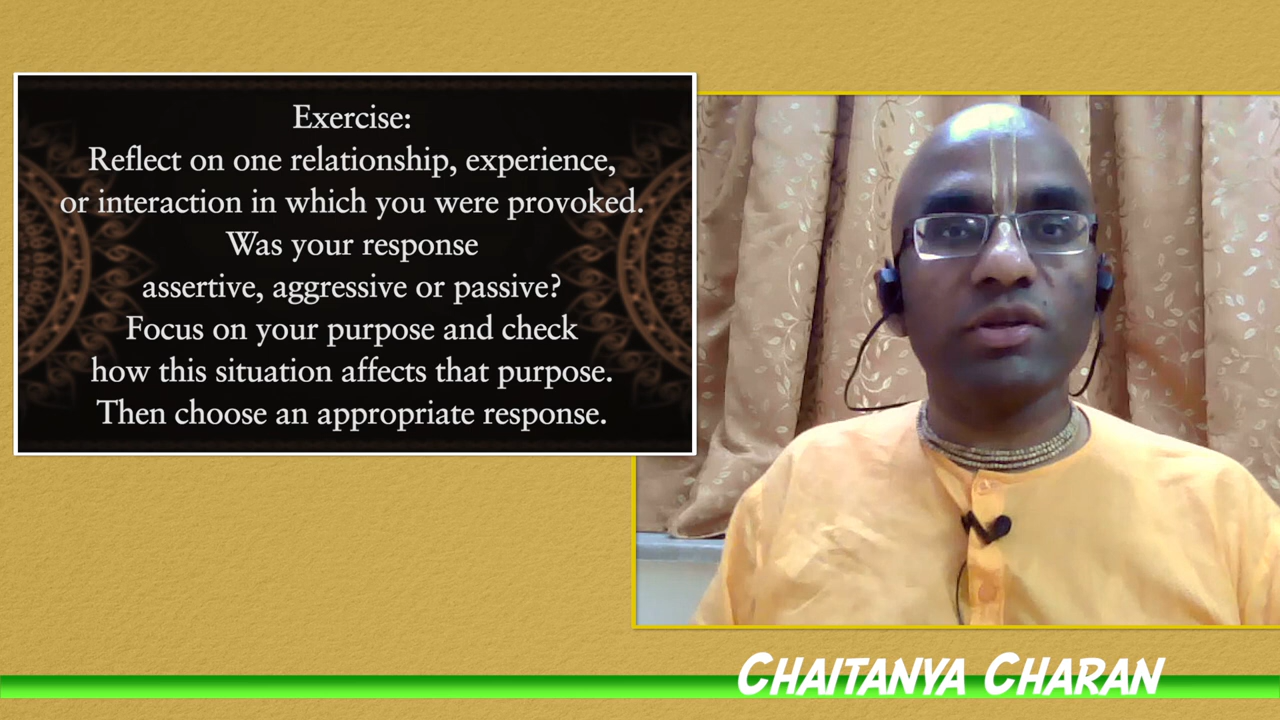 Exercise:
Reflect on one relationship, experience,
or interaction in which you were provoked.
Was your response
assertive, aggressive or passive?
Focus on your purpose and check
how this situation affects that purpose.
Then choose an appropriate response.
CHAITANYA CHARAN